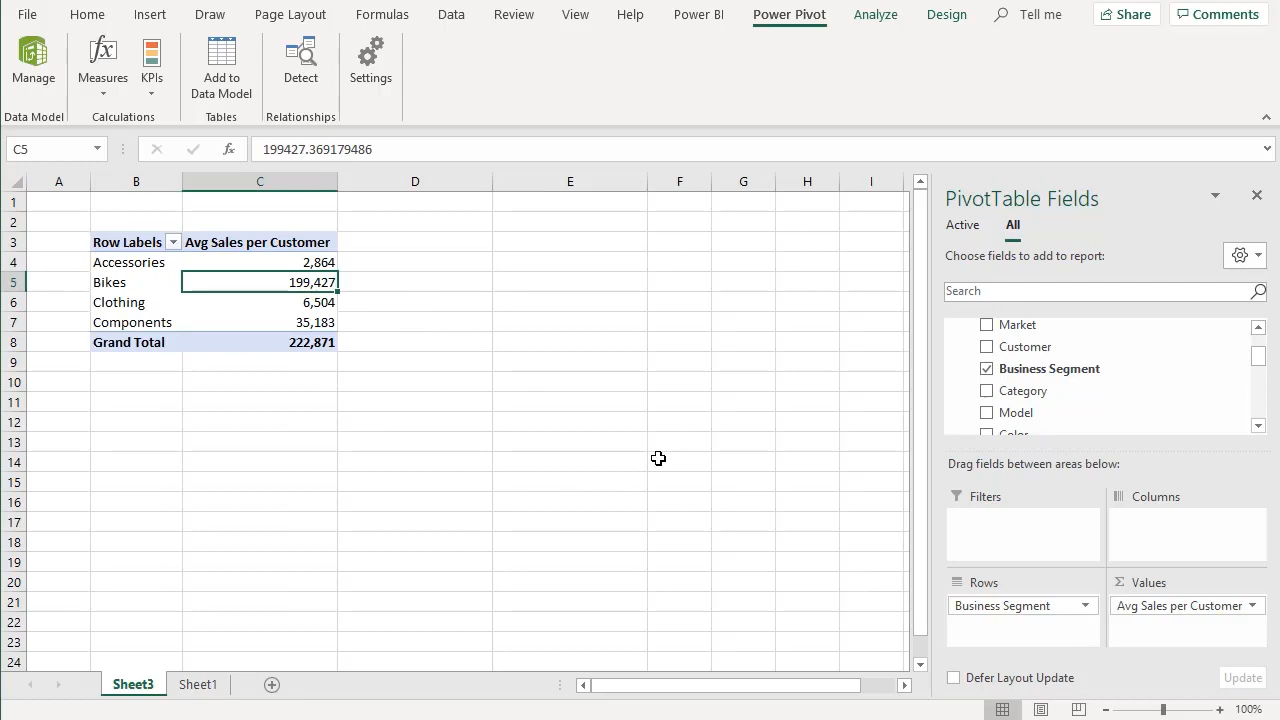 File Home Insert Draw Page Layout Formulas Data Review View Help Power BI Power Pivot Analyze Design Tell me Share Comments
Manage fx Measures KPIs Add to Data Model Detect Settings
Data Model Calculations Tables Relationships
C5 fx 199427.369179486
A B C D E F G H I
1
2
3 Row Labels Avg Sales per Customer
4 Accessories 2,864
5 Bikes 199,427
6 Clothing 6,504
7 Components 35,183
8 Grand Total 222,871
9
10
11
12
13
14
15
16
17
18
19
20
21
22
23
24
Sheet3 Sheet1
PivotTable Fields
Active All
Choose fields to add to report:
Search
Market
Customer
Business Segment
Category
Model
Color
Drag fields between areas below:
Filters Columns
Rows Σ Values
Business Segment Avg Sales per Customer
Defer Layout Update Update
100%